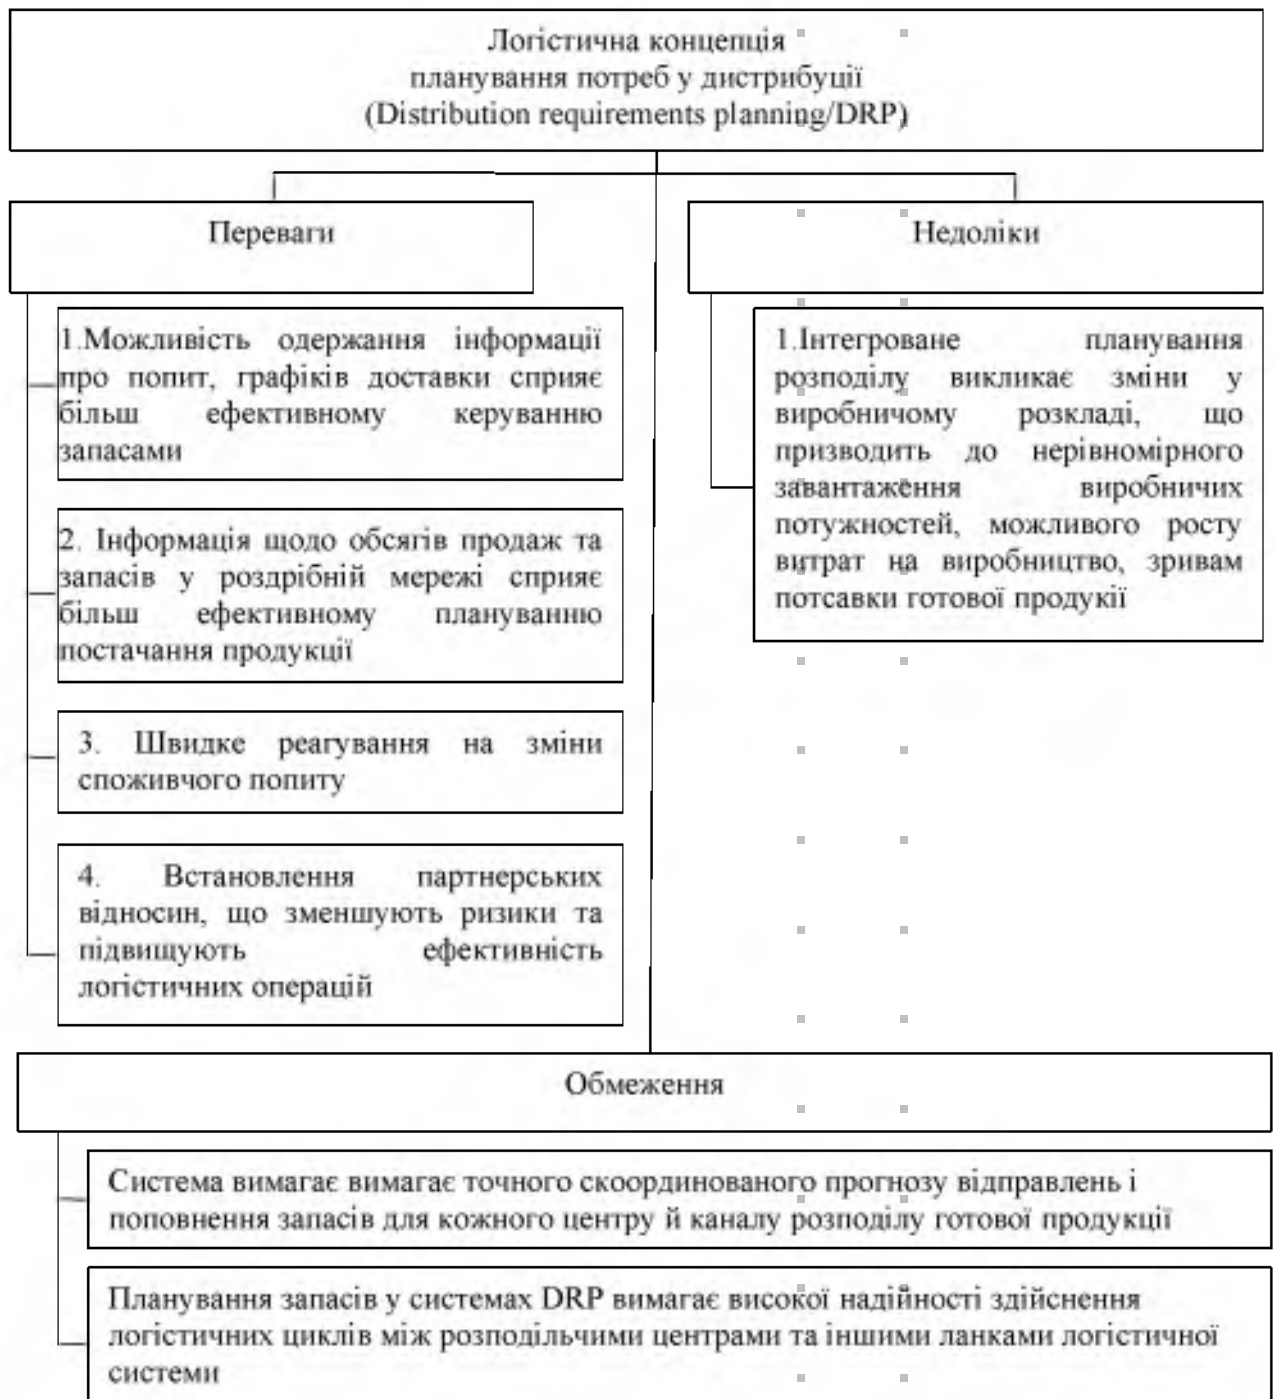 Логістична концепція
планування потреб у дистрибуції
(Distribution requirements planning/DRP)
Переваги
1.Можливість одержання інформації
про попит, графіків доставки сприяє
більш ефективному керуванню
запасами
2. Інформація щодо обсягів продаж та
запасів у роздрібній мережі сприяє
більш ефективному плануванню
постачання продукції
3. Швидке реагування на зміни
споживчого попиту
4. Встановлення партнерських
відносин, що зменшують ризики та
підвищують ефективність
логістичних операцій
Недоліки
1.Інтегроване планування
розподілу викликає зміни у
виробничому розкладі, що
призводить до нерівномірного
завантаження виробничих
потужностей, можливого росту
витрат на виробництво, зривам
потсавки готової продукії
Обмеження
Система вимагає вимагає точного скоординованого прогнозу відправлень і
поповнення запасів для кожного центру й каналу розподілу готової продукції
Планування запасів у системах DRP вимагає високої надійності здійснення
логістичних циклів між розподільчими центрами та іншими ланками логістичної
системи